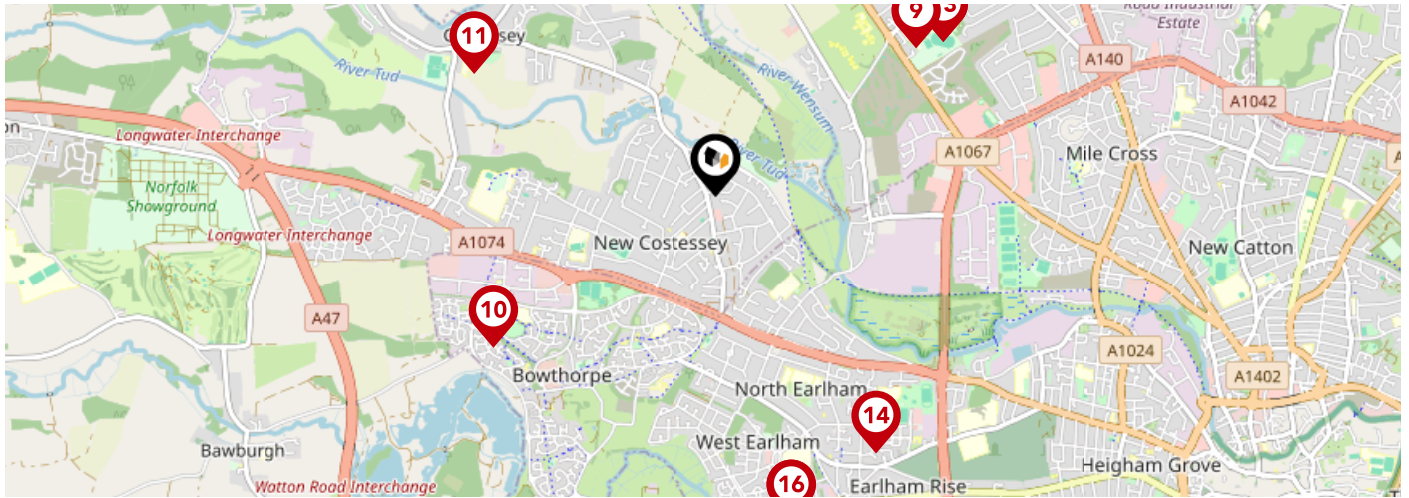 9
3
Road Industrial
Estate
11
River Tud
River Wensum
A140
A1042
Longwater Interchange
River Tud
A1067
Mile Cross
Norfolk
Showground
Longwater Interchange
A1074
New Costessey
New Catton
10
A47
A1024
Bowthorpe
North Earlham
A1402
14
Bawburgh
West Earlham
Heigham Grove
Watton Road Interchange
16
Earlham Rise